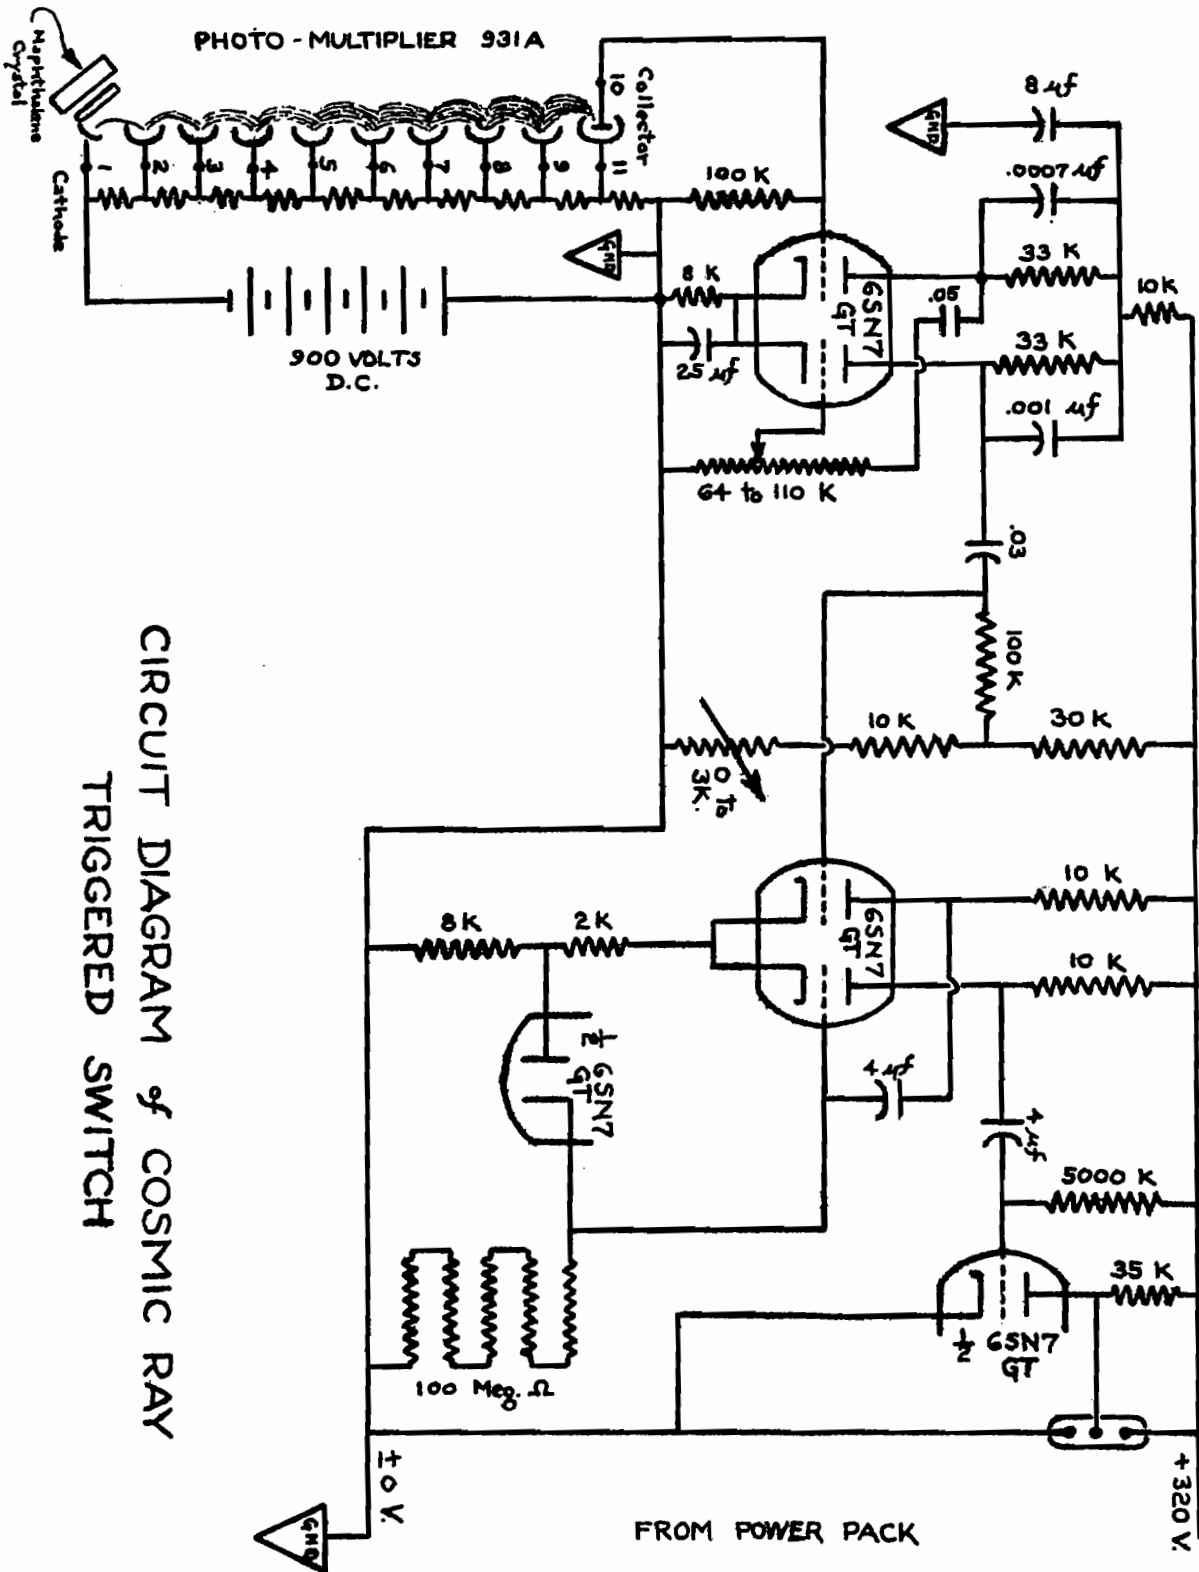 PHOTO - MULTIPLIER 931A
Naphthalene
Crystal
Cathode
1
2
3
4
5
6
7
8
9
10
11
Collector
GND
8 µf
.0007 µf
100 K
33 K
10K
8 K
.05
6SN7
GT
33 K
25 µf
.001 µf
900 VOLTS
D.C.
GND
64 to 110 K
.03
100K
10 K
30 K
0 to
3K.
10 K
8K
2K
6SN7
GT
10 K
½ 6SN7
GT
4 µf
4 µf
5000 K
35 K
½ 6SN7
GT
100 Meg. Ω
± 0 V.
+ 320 V.
GND
FROM POWER PACK
CIRCUIT DIAGRAM of COSMIC RAY
TRIGGERED SWITCH